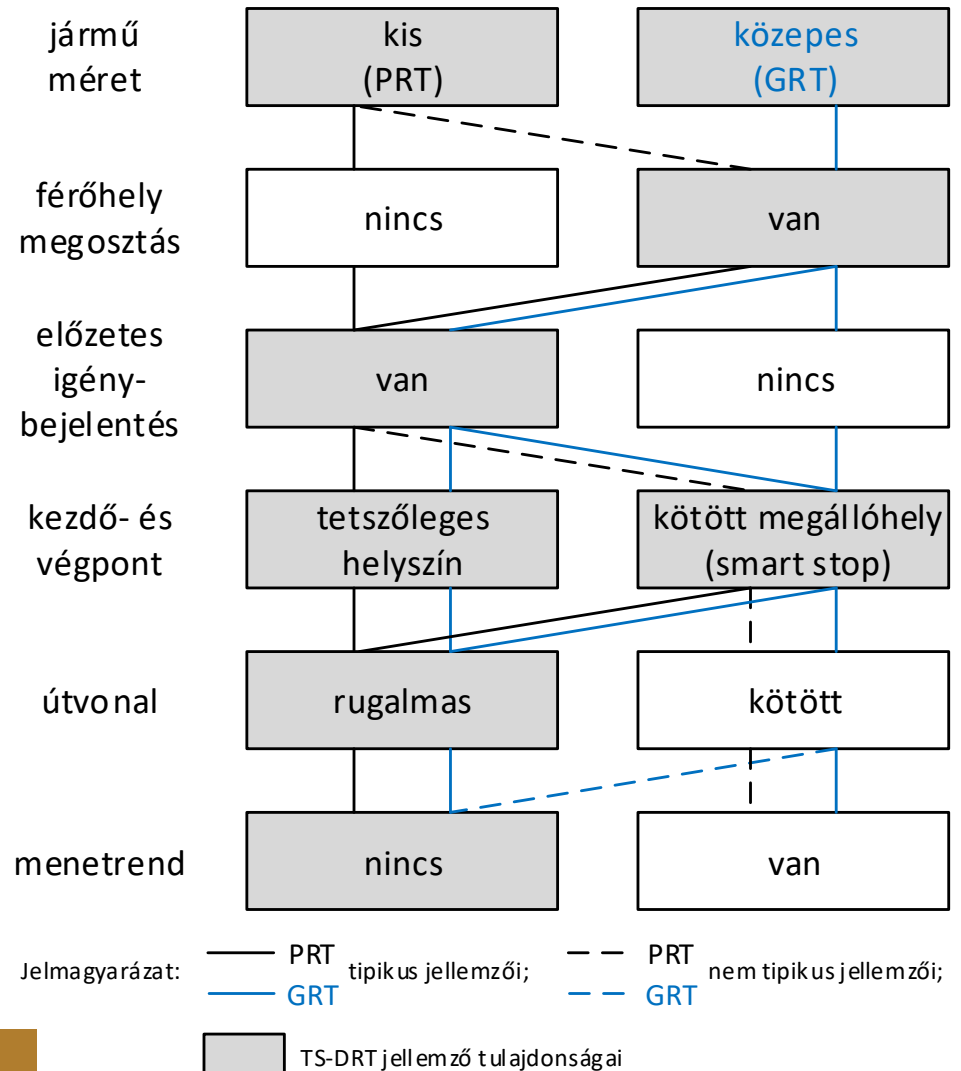 jármű
méret
kis
(PRT)
közepes
(GRT)
férőhely
megosztás
nincs
van
előzetes
igény-
bejelentés
van
nincs
kezdő- és
végpont
tetszőleges
helyszín
kötött megállóhely
(smart stop)
útvonal
rugalmas
kötött
menetrend
nincs
van
Jelmagyarázat:
PRT
GRT
tipikus jellemzői;
PRT
GRT
nem tipikus jellemzői;
TS-DRT jellemző tulajdonságai